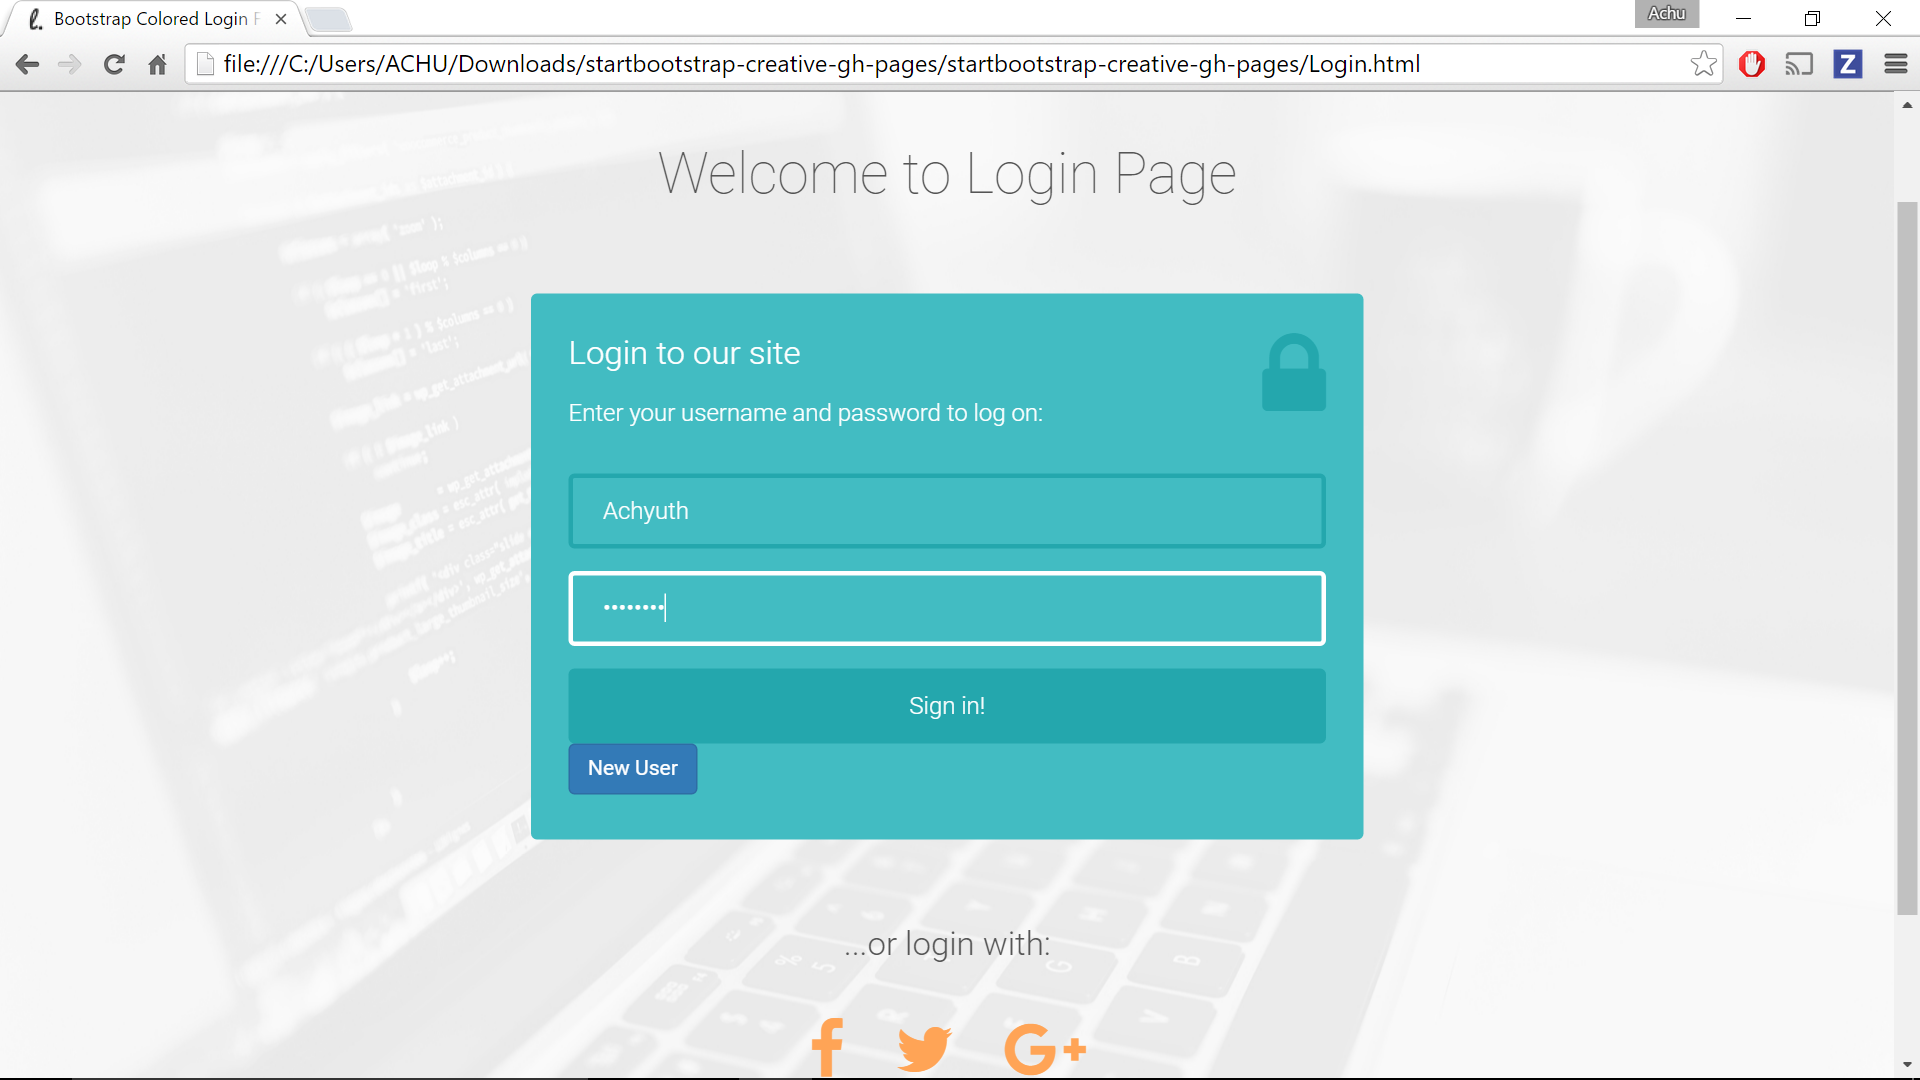 Bootstrap Colored Login F
Achu
file:///C:/Users/ACHU/Downloads/startbootstrap-creative-gh-pages/startbootstrap-creative-gh-pages/Login.html
Z
Welcome to Login Page
Login to our site
Enter your username and password to log on:
Achyuth
••••••••
Sign in!
New User
...or login with: